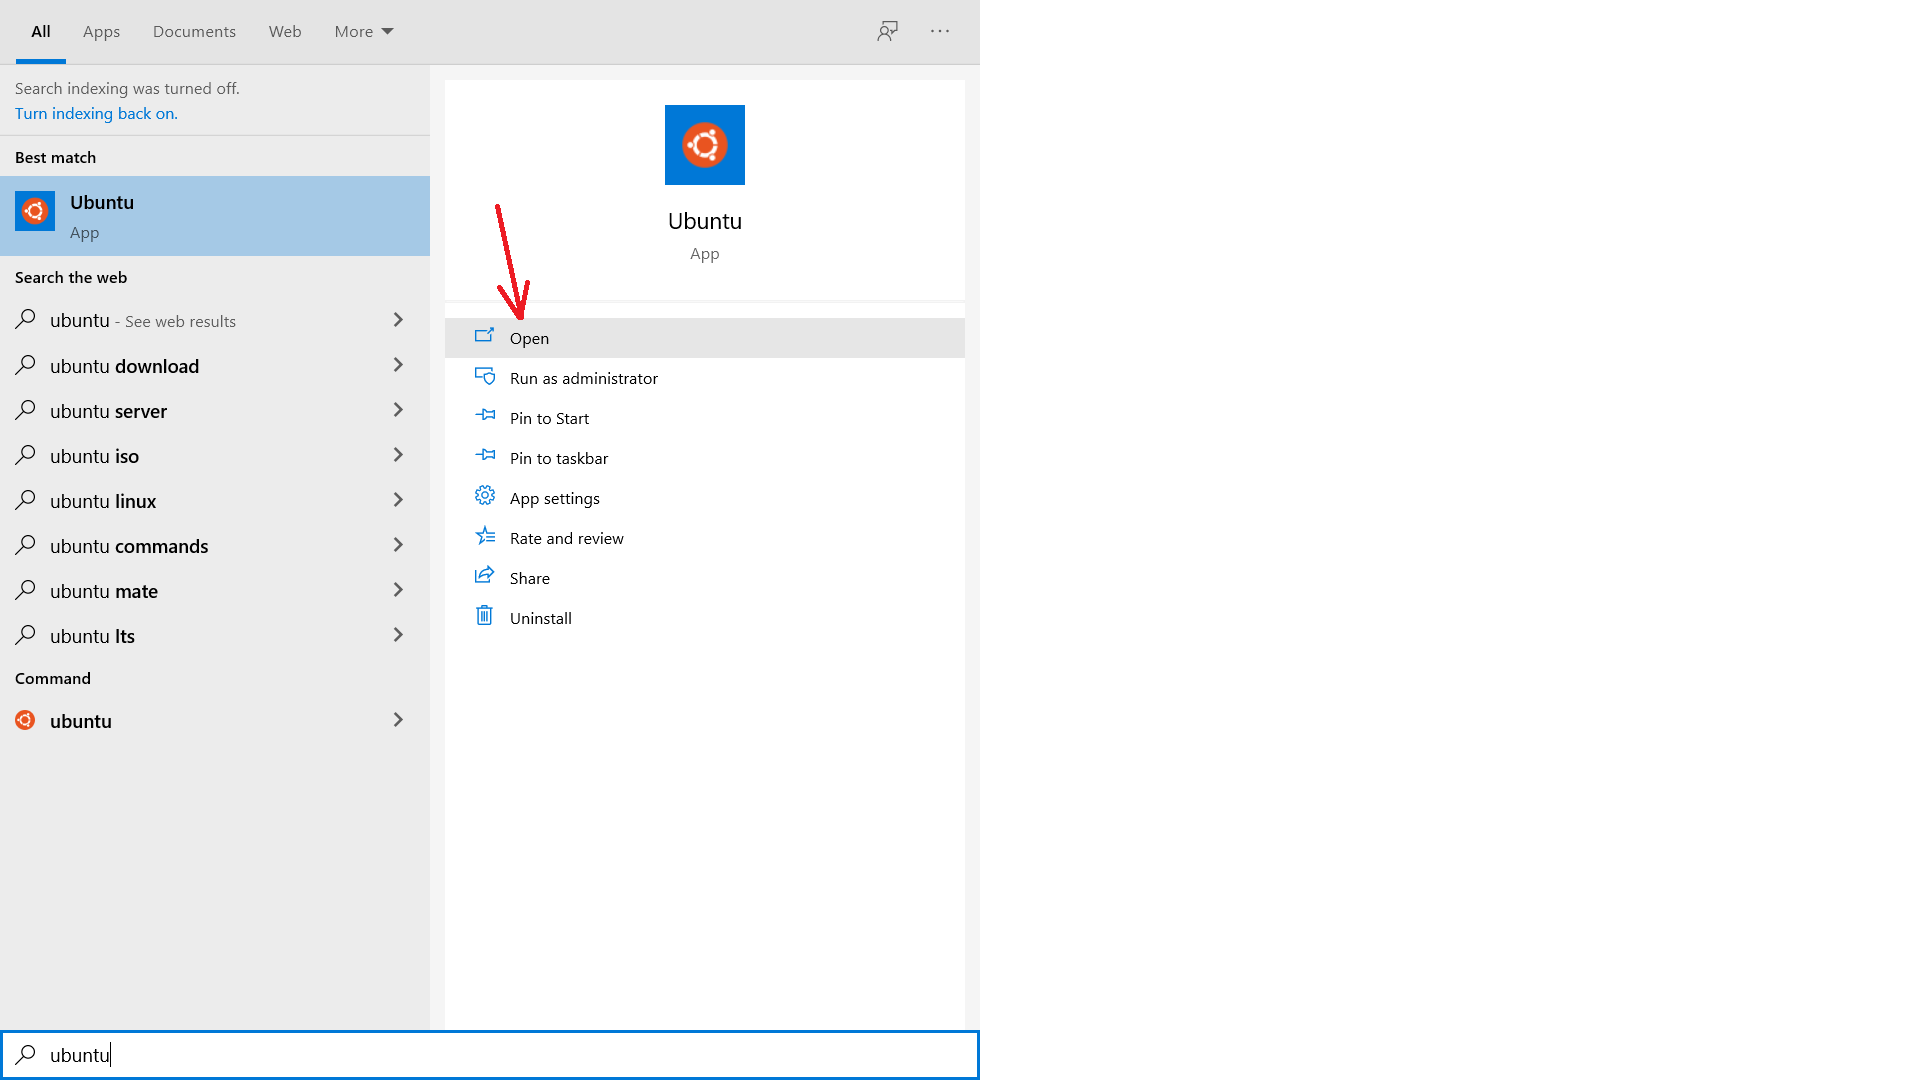 All Apps Documents Web More
Search indexing was turned off.
Turn indexing back on.
Best match
Ubuntu
App
Search the web
ubuntu - See web results
ubuntu download
ubuntu server
ubuntu iso
ubuntu linux
ubuntu commands
ubuntu mate
ubuntu lts
Command
ubuntu
Ubuntu
App
Open
Run as administrator
Pin to Start
Pin to taskbar
App settings
Rate and review
Share
Uninstall
ubuntu